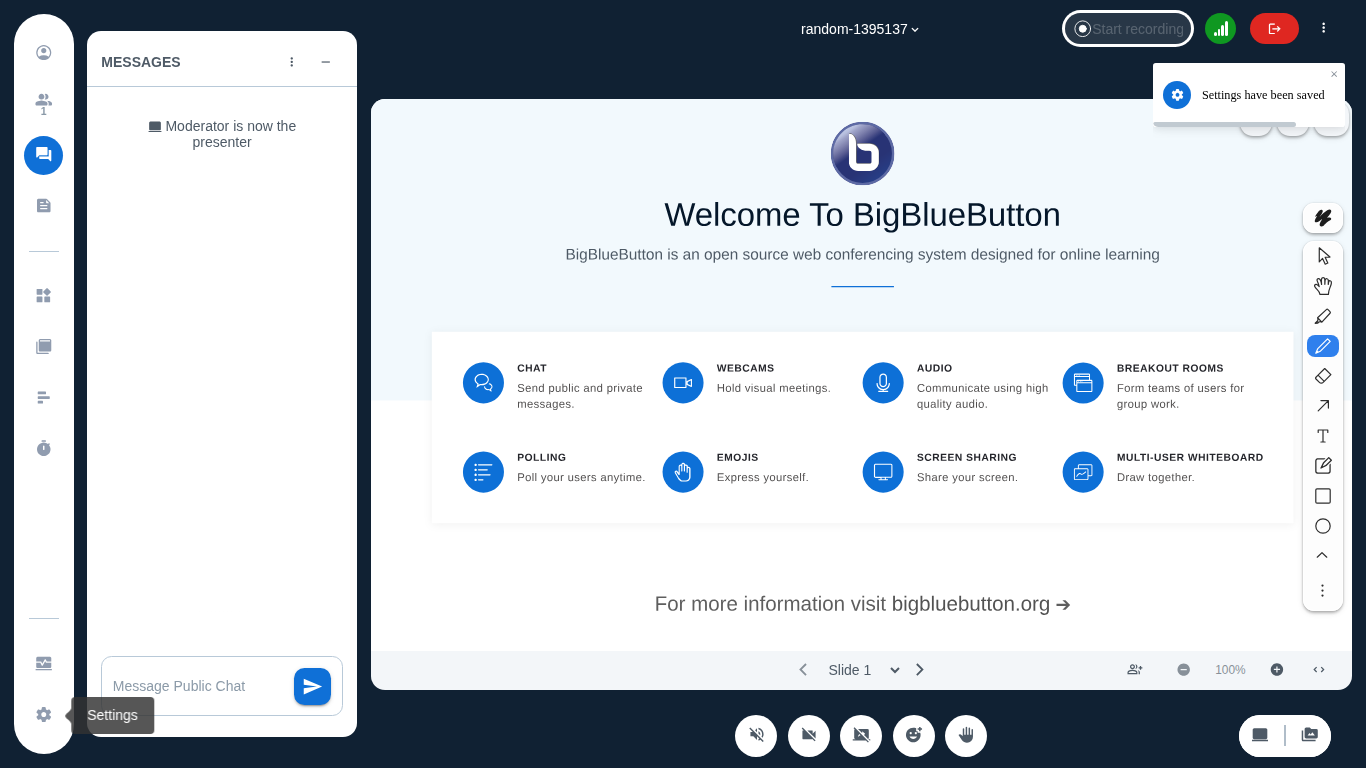 random-1395137
Start recording
MESSAGES
1
Settings have been saved
Moderator is now the
presenter
Welcome To BigBlueButton
BigBlueButton is an open source web conferencing system designed for online learning
CHAT
Send public and private
messages.
WEBCAMS
Hold visual meetings.
AUDIO
Communicate using high
quality audio.
BREAKOUT ROOMS
Form teams of users for
group work.
POLLING
Poll your users anytime.
EMOJIS
Express yourself.
SCREEN SHARING
Share your screen.
MULTI-USER WHITEBOARD
Draw together.
For more information visit bigbluebutton.org ➔
Slide 1
100%
Message Public Chat
Settings